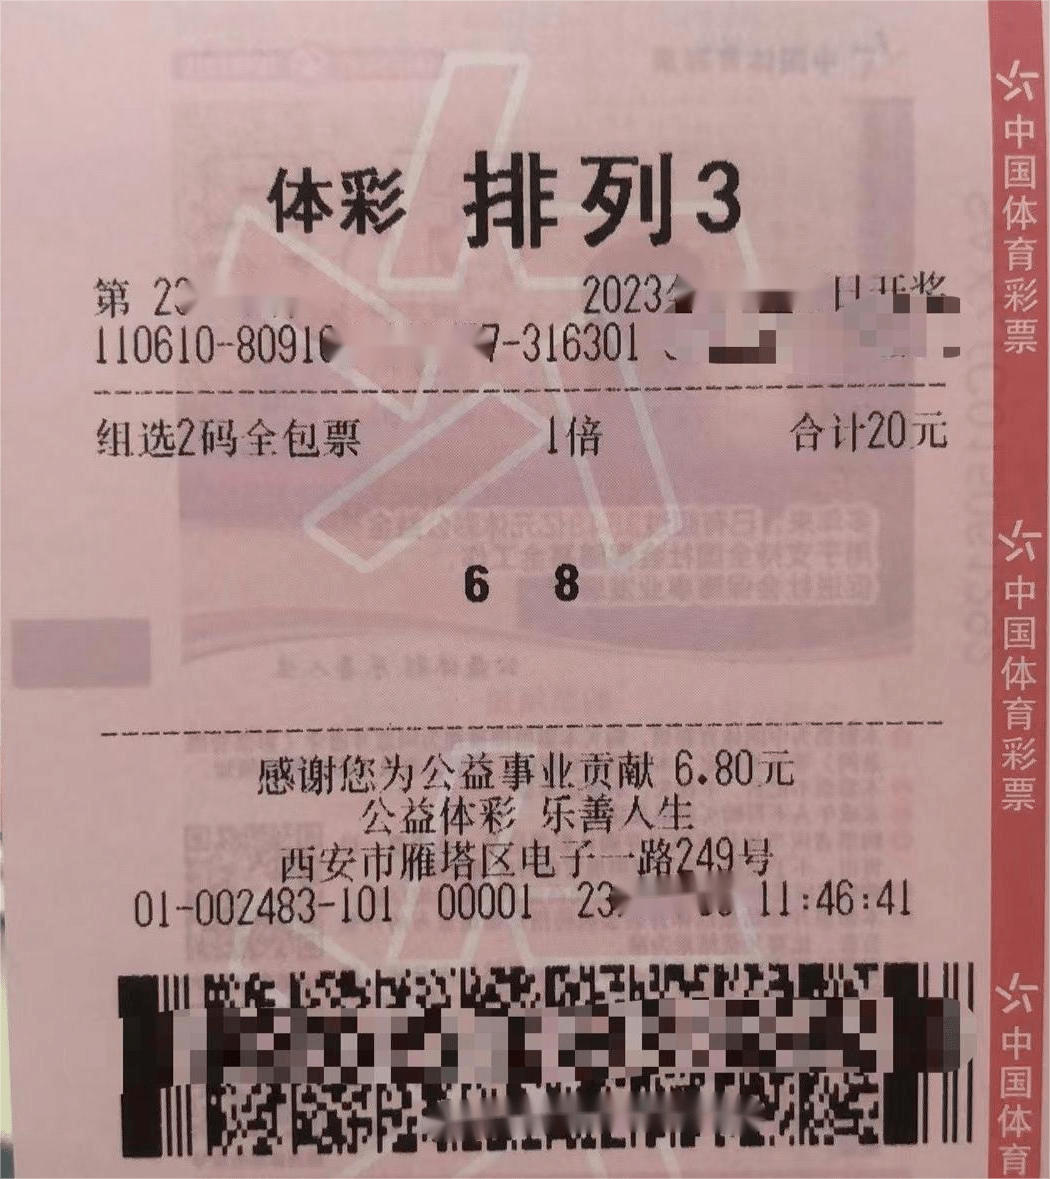 体彩 排列3
第 23
2023 日开奖
110610-80910 7-316301
组选2码全包票 1倍 合计20元
6 8
感谢您为公益事业贡献 6.80元
公益体彩 乐善人生
西安市雁塔区电子一路249号
01-002483-101 00001 23 11:46:41
中国体育彩票
中国体育彩票
中国体育